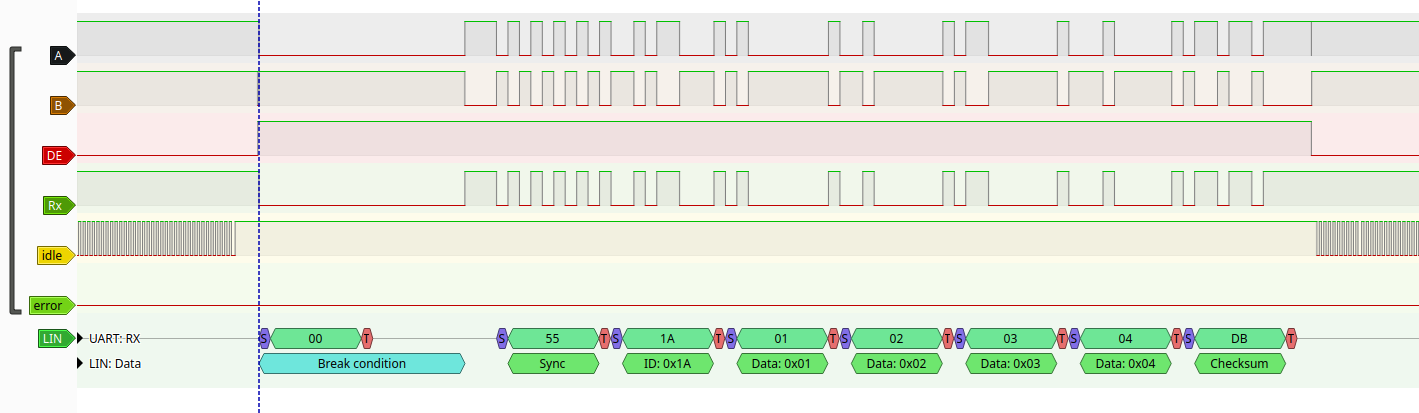 A
B
DE
Rx
idle
error
LIN UART: RX S 00 T S 55 T S 1A T S 01 T S 02 T S 03 T S 04 T S DB T
LIN: Data Break condition Sync ID: 0x1A Data: 0x01 Data: 0x02 Data: 0x03 Data: 0x04 Checksum